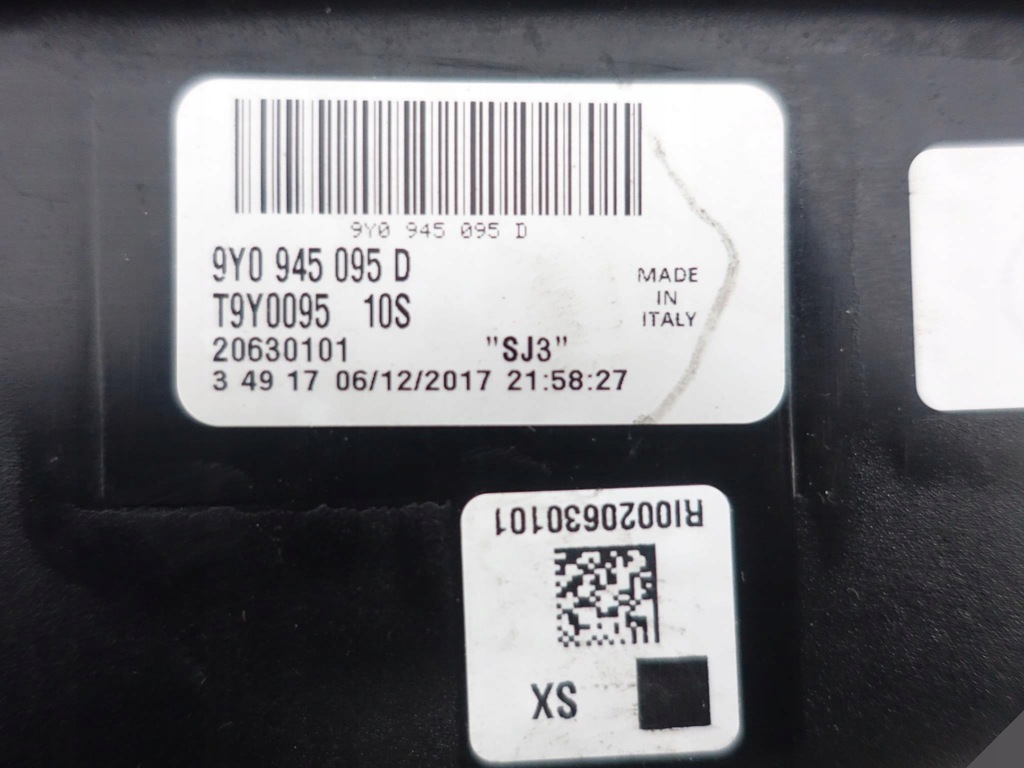 9Y0 945 095 D
9Y0 945 095 D
T9Y0095 10S
20630101 "SJ3"
3 49 17 06/12/2017 21:58:27
MADE
IN
ITALY
RI0020630101
SX